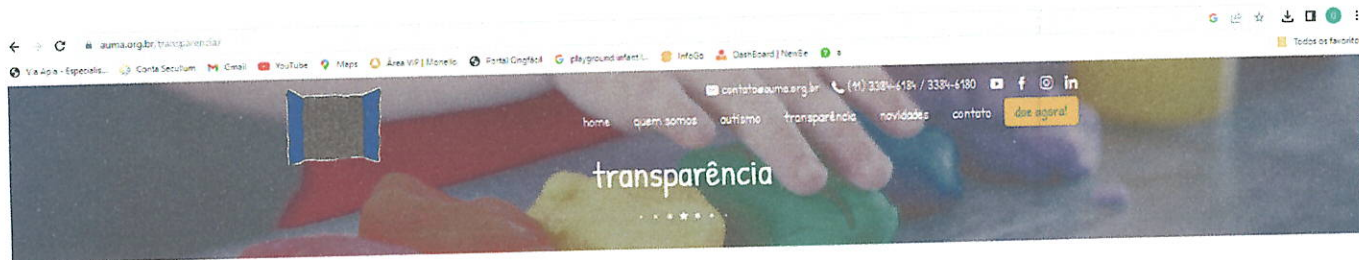 auma.org.br/transparencia/
Via Apia - Especialis... Conta Secullum Gmail YouTube Maps Área VIP | Monello Portal Ongfácil playground infantil... InfoGo DashBoard | NewSe a Todos os favoritos
contato@auma.org.br (11) 3384-6184 / 3384-6180
home quem somos autismo transparência novidades contato doe agora!
transparência